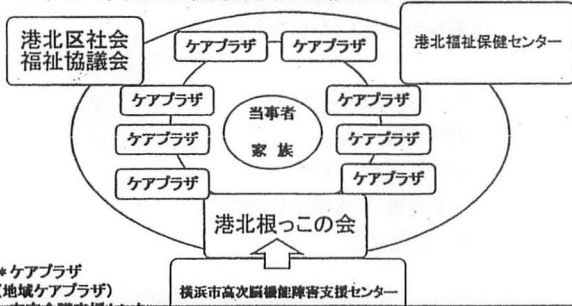 港北区社会
福祉協議会
港北福祉保健センター
ケアプラザ
ケアプラザ
ケアプラザ
ケアプラザ
ケアプラザ
ケアプラザ
ケアプラザ
ケアプラザ
当事者
家 族
港北根っこの会
横浜市高次脳機能障害支援センター
*ケアプラザ
(地域ケアプラザ)